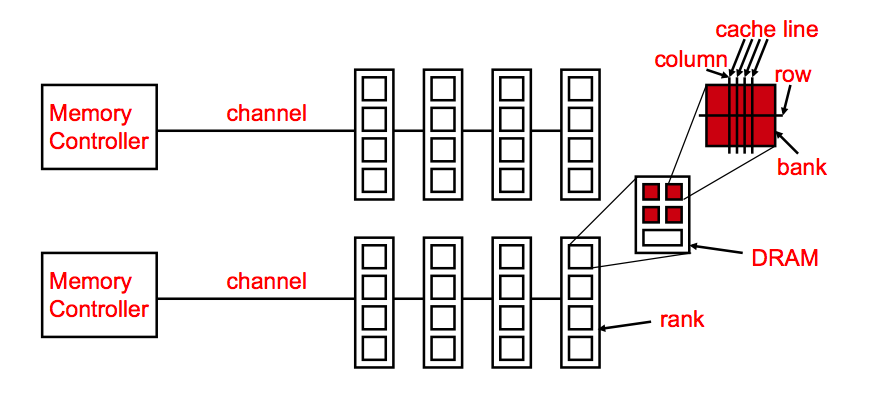 cache line
column
row
Memory
Controller
channel
bank
DRAM
Memory
Controller
channel
rank